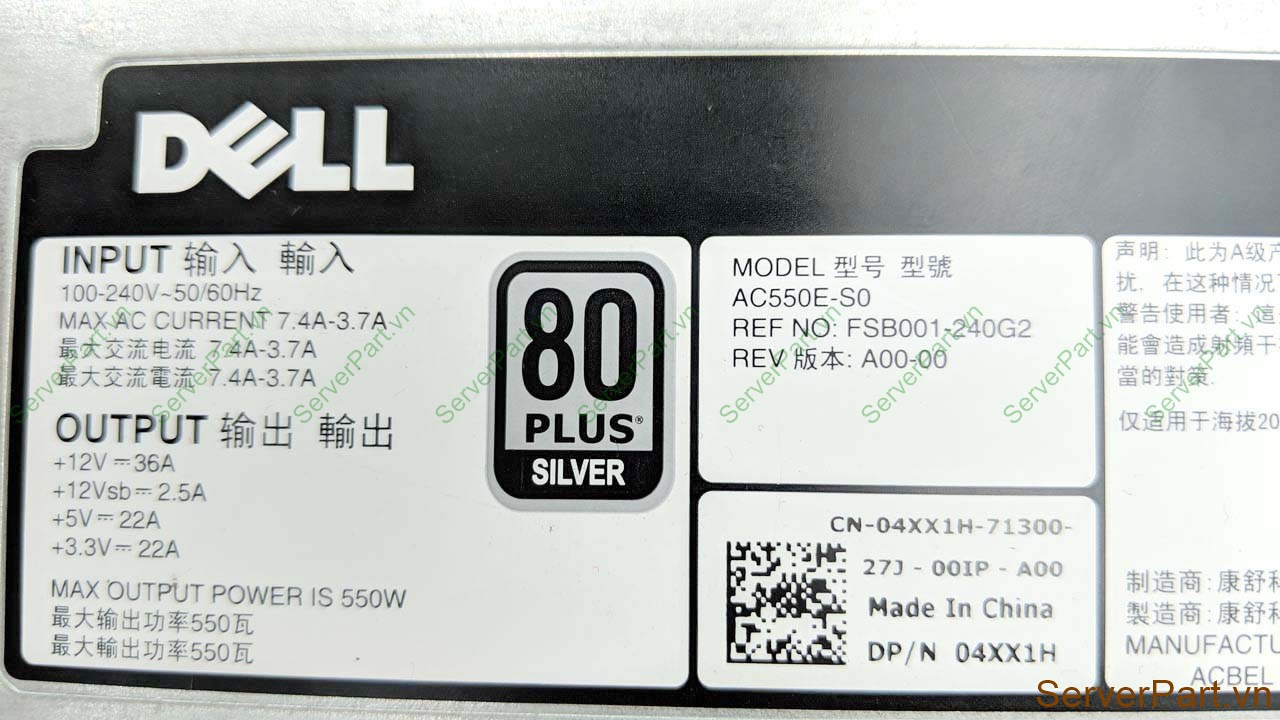 DELL
INPUT 输入 輸入
100-240V~50/60Hz
MAX AC CURRENT 7.4A-3.7A
最大交流电流 7.4A-3.7A
最大交流電流 7.4A-3.7A
OUTPUT 输出 輸出
+12V⎓36A
+12Vsb⎓2.5A
+5V⎓22A
+3.3V⎓22A
MAX OUTPUT POWER IS 550W
最大输出功率550瓦
最大輸出功率550瓦
80
PLUS®
SILVER
MODEL 型号 型號
AC550E-S0
REF NO: FSB001-240G2
REV 版本: A00-00
CN-04XX1H-71300-
27J - 00IP - A00
Made In China
DP/N 04XX1H
声明: 此为A级产
扰, 在这种情况
警告使用者:
能會造成射頻干
當的對策.
仅适用于海拔20
制造商:康舒科
製造商:康舒科
MANUFACTU
ACBEL
ServerPart.vn